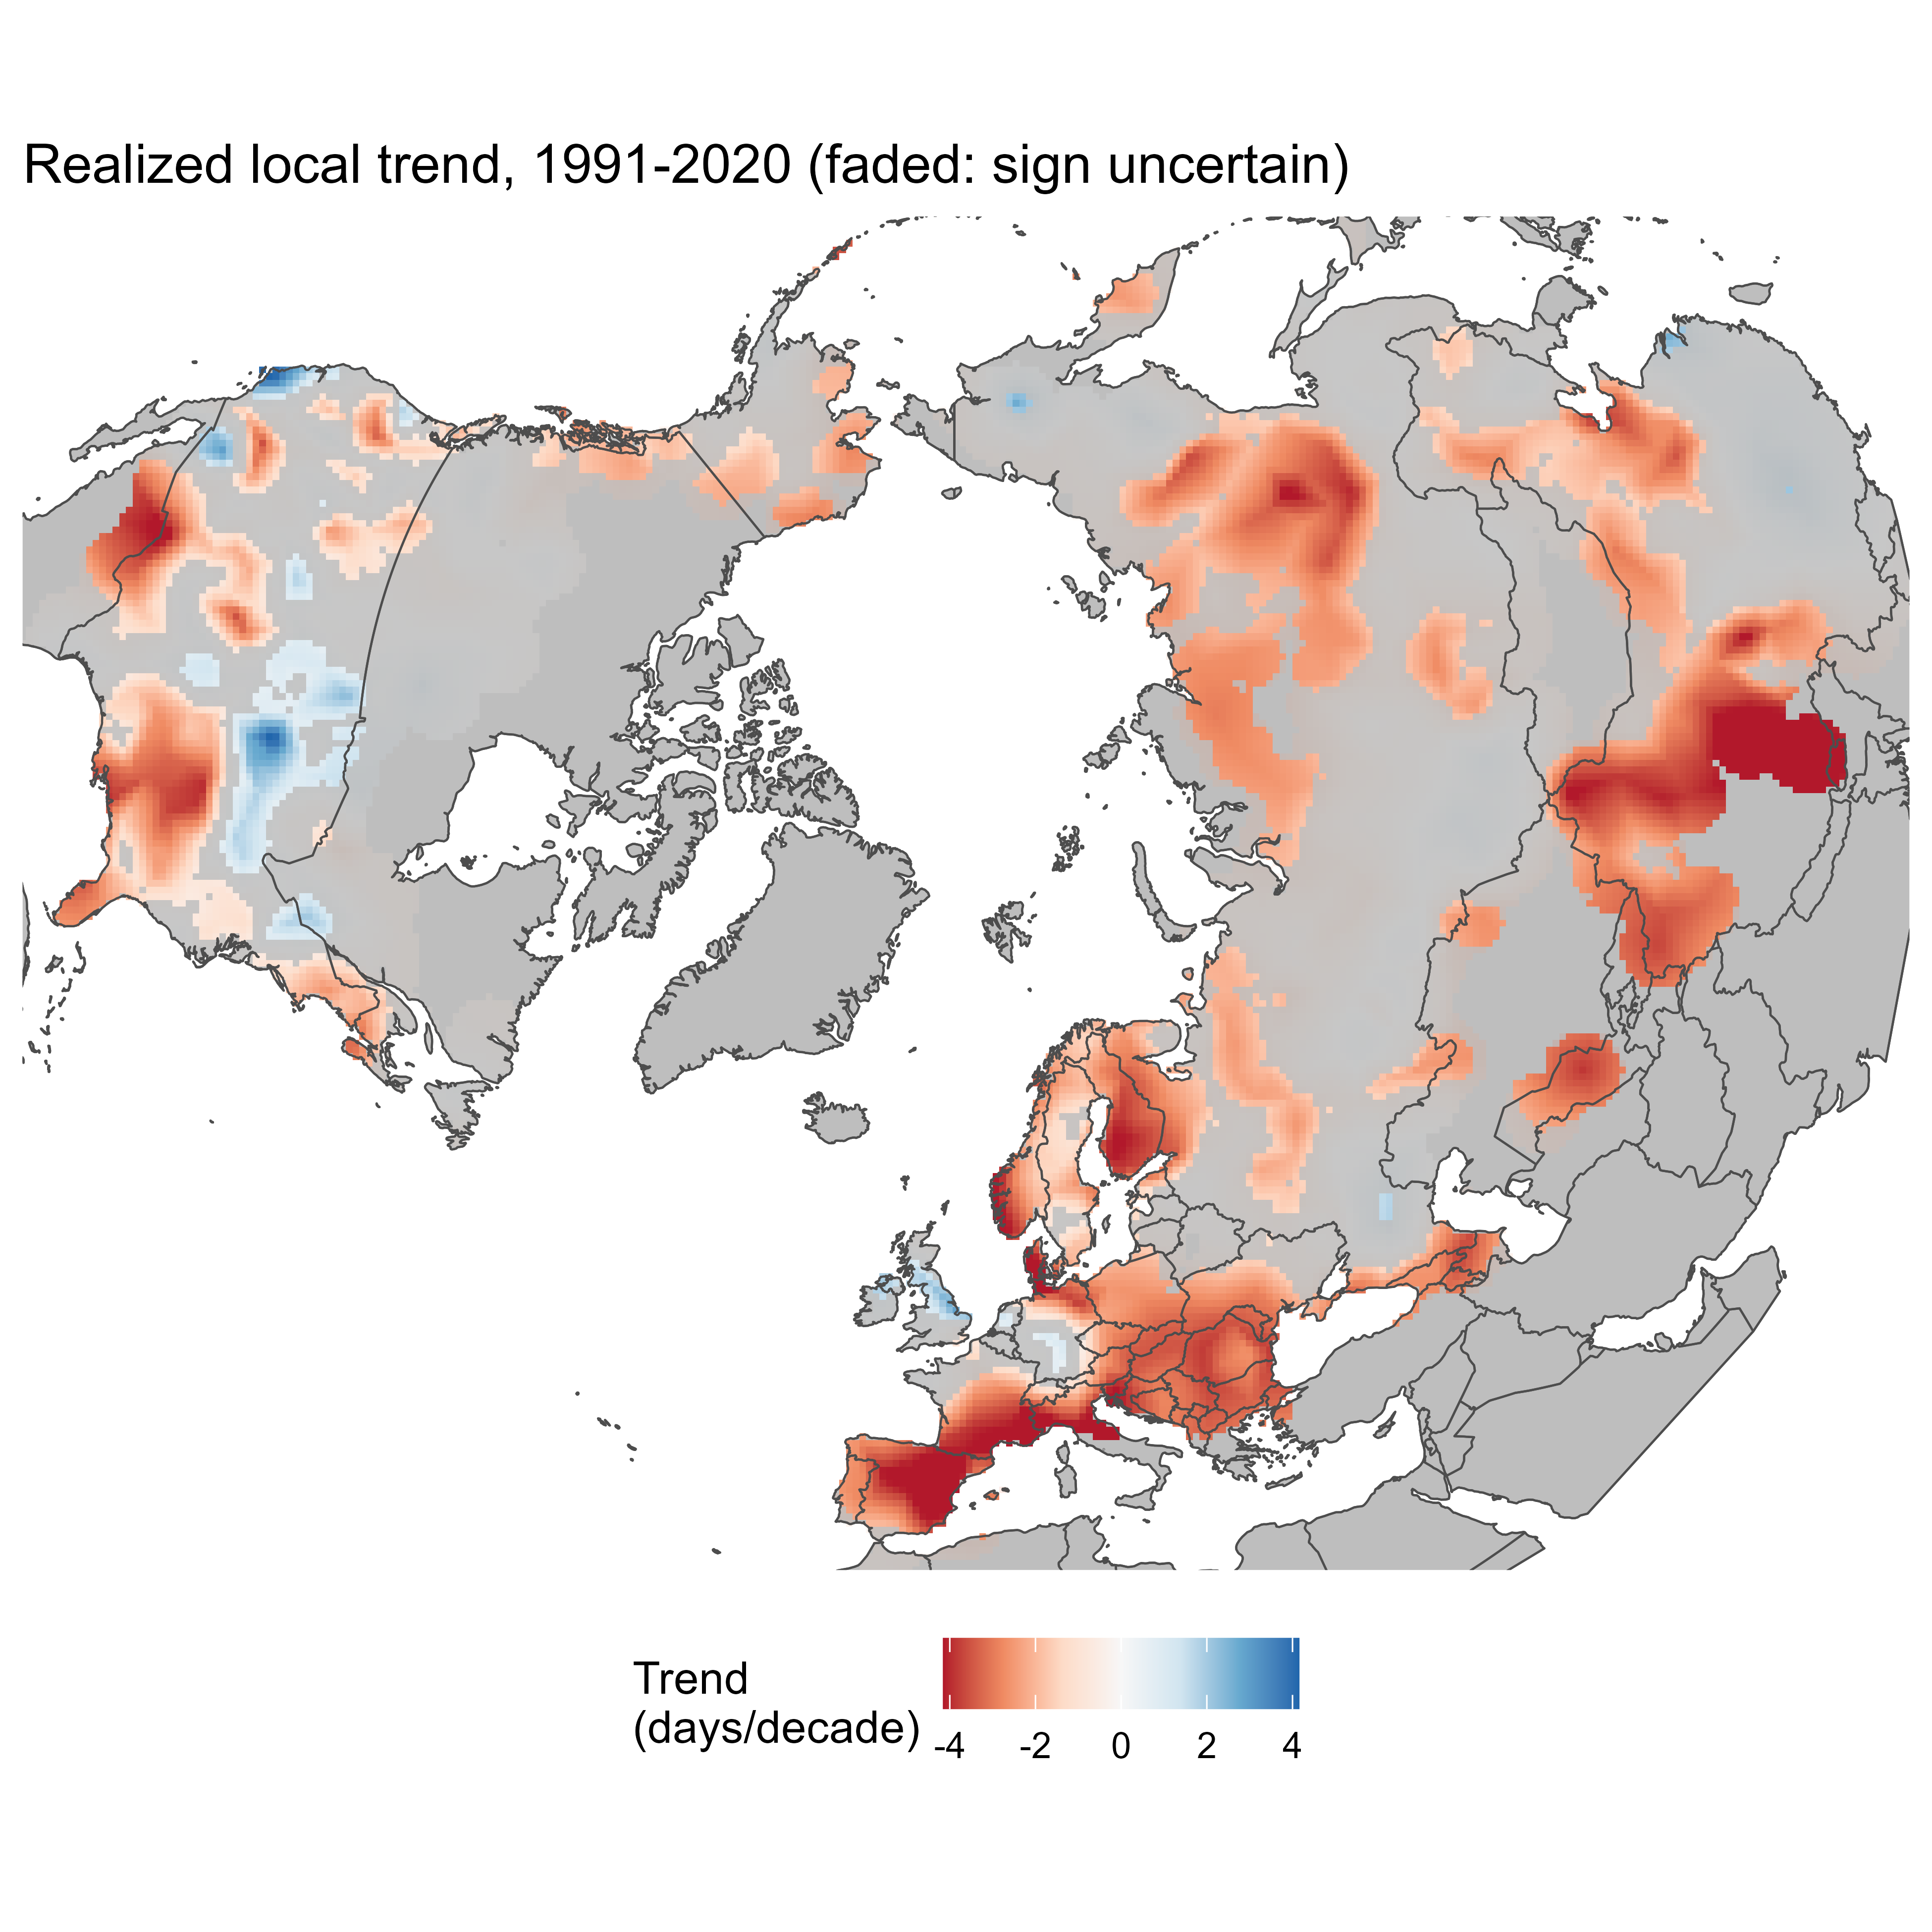 Realized local trend, 1991-2020 (faded: sign uncertain)
Trend
(days/decade)
-4 -2 0 2 4